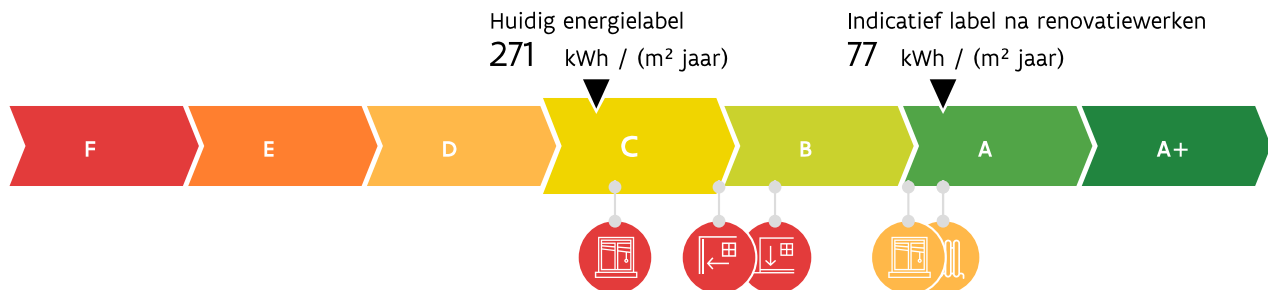 Huidig energielabel
271 kWh / (m² jaar)
Indicatief label na renovatiewerken
77 kWh / (m² jaar)
F E D C B A A+